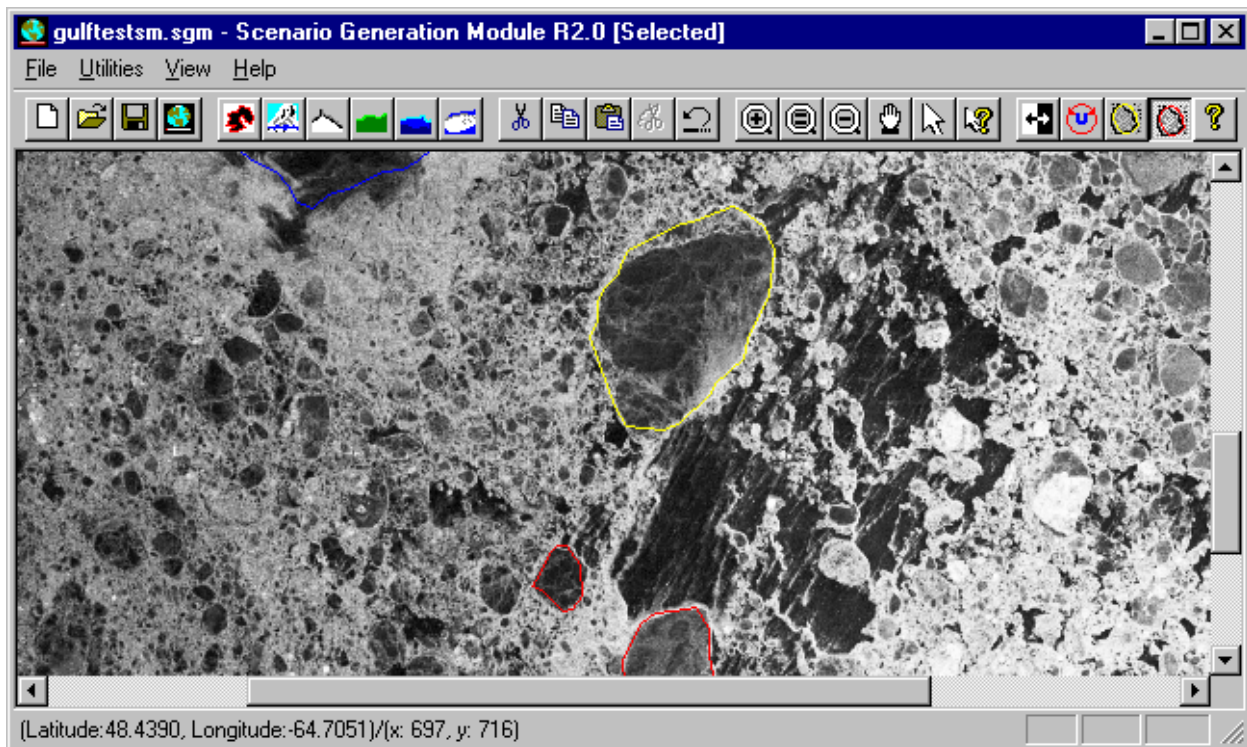 gulftestsm.sgm - Scenario Generation Module R2.0 [Selected]
File Utilities View Help
(Latitude:48.4390, Longitude:-64.7051)/(x: 697, y: 716)